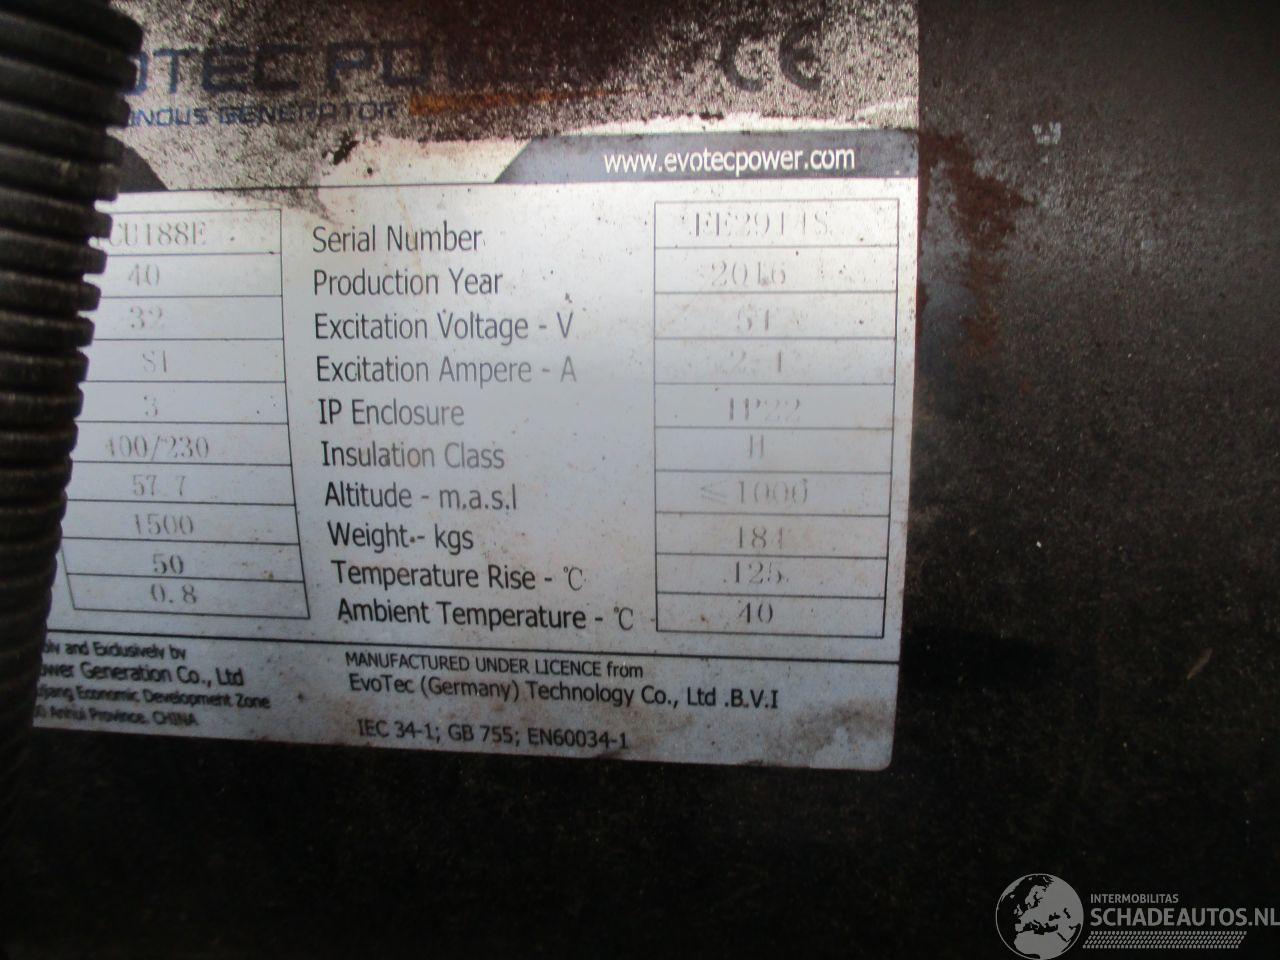 OTEC POWER CE
NOUS GENERATOR
www.evotecpower.com
CU188E Serial Number
40 Production Year 2016
32 Excitation Voltage - V
S1 Excitation Ampere - A
3 IP Enclosure IP22
400/230 Insulation Class H
57.7 Altitude - m.a.s.l ≤1000
1500 Weight - kgs 184
50 Temperature Rise - °C 125
0.8 Ambient Temperature - °C 40
and Exclusively by
Power Generation Co., Ltd
Economic Development Zone
Anhui Province. CHINA
MANUFACTURED UNDER LICENCE from
EvoTec (Germany) Technology Co., Ltd .B.V.I
IEC 34-1; GB 755; EN60034-1
INTERMOBILITAS
SCHADEAUTOS.NL